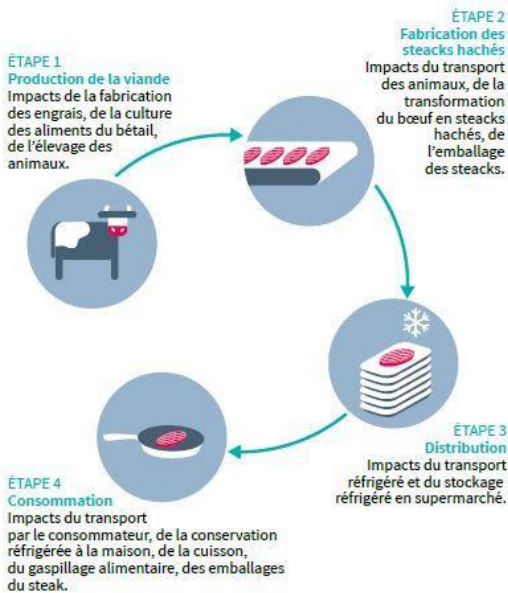 ÉTAPE 1
Production de la viande
Impacts de la fabrication
des engrais, de la culture
des aliments du bétail,
de l'élevage des
animaux.
ÉTAPE 2
Fabrication des
steacks hachés
Impacts du transport
des animaux, de la
transformation
du bœuf en steacks
hachés, de
l'emballage
des steacks.
ÉTAPE 3
Distribution
Impacts du transport
réfrigéré et du stockage
réfrigéré en supermarché.
ÉTAPE 4
Consommation
Impacts du transport
par le consommateur, de la conservation
réfrigérée à la maison, de la cuisson,
du gaspillage alimentaire, des emballages
du steak.